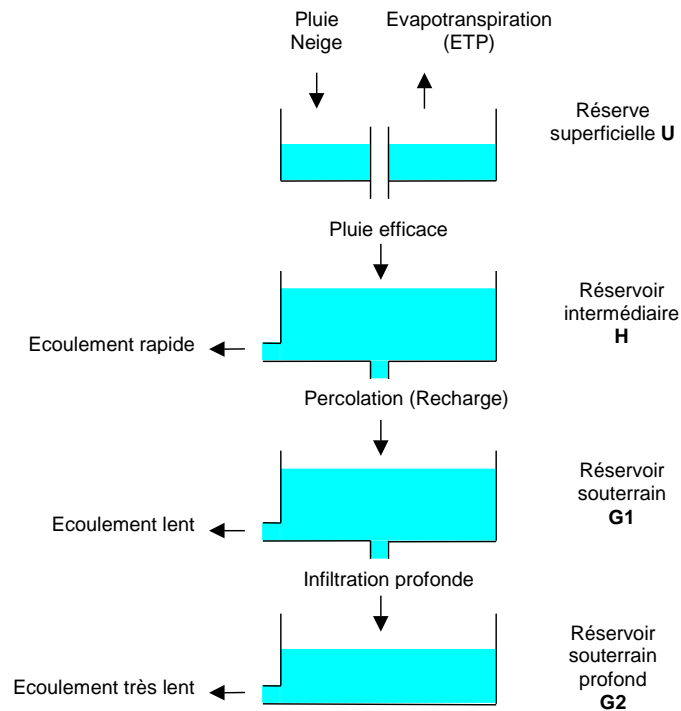 Pluie
Neige
Evapotranspiration
(ETP)
Réserve
superficielle U
Pluie efficace
Réservoir
intermédiaire
H
Ecoulement rapide
Percolation (Recharge)
Réservoir
souterrain
G1
Ecoulement lent
Infiltration profonde
Réservoir
souterrain
profond
G2
Ecoulement très lent